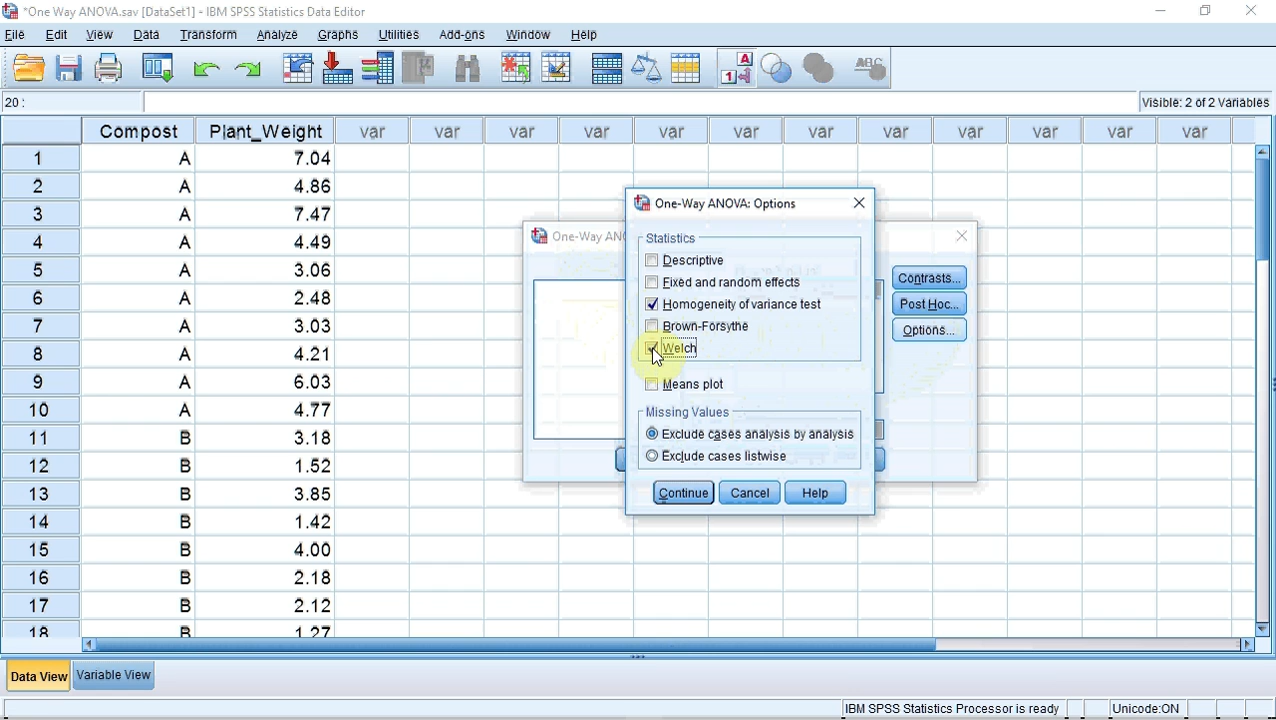 *One Way ANOVA.sav [DataSet1] - IBM SPSS Statistics Data Editor
File Edit View Data Transform Analyze Graphs Utilities Add-ons Window Help
20 : Visible: 2 of 2 Variables
Compost Plant_Weight var var var var var var var var var var var var
1 A 7.04
2 A 4.86
3 A 7.47
4 A 4.49
5 A 3.06
6 A 2.48
7 A 3.03
8 A 4.21
9 A 6.03
10 A 4.77
11 B 3.18
12 B 1.52
13 B 3.85
14 B 1.42
15 B 4.00
16 B 2.18
17 B 2.12
18 B 1.27
One-Way ANO
Contrasts...
Post Hoc...
Options...
One-Way ANOVA: Options
Statistics
Descriptive
Fixed and random effects
Homogeneity of variance test
Brown-Forsythe
Welch
Means plot
Missing Values
Exclude cases analysis by analysis
Exclude cases listwise
Continue Cancel Help
Data View Variable View
IBM SPSS Statistics Processor is ready Unicode:ON